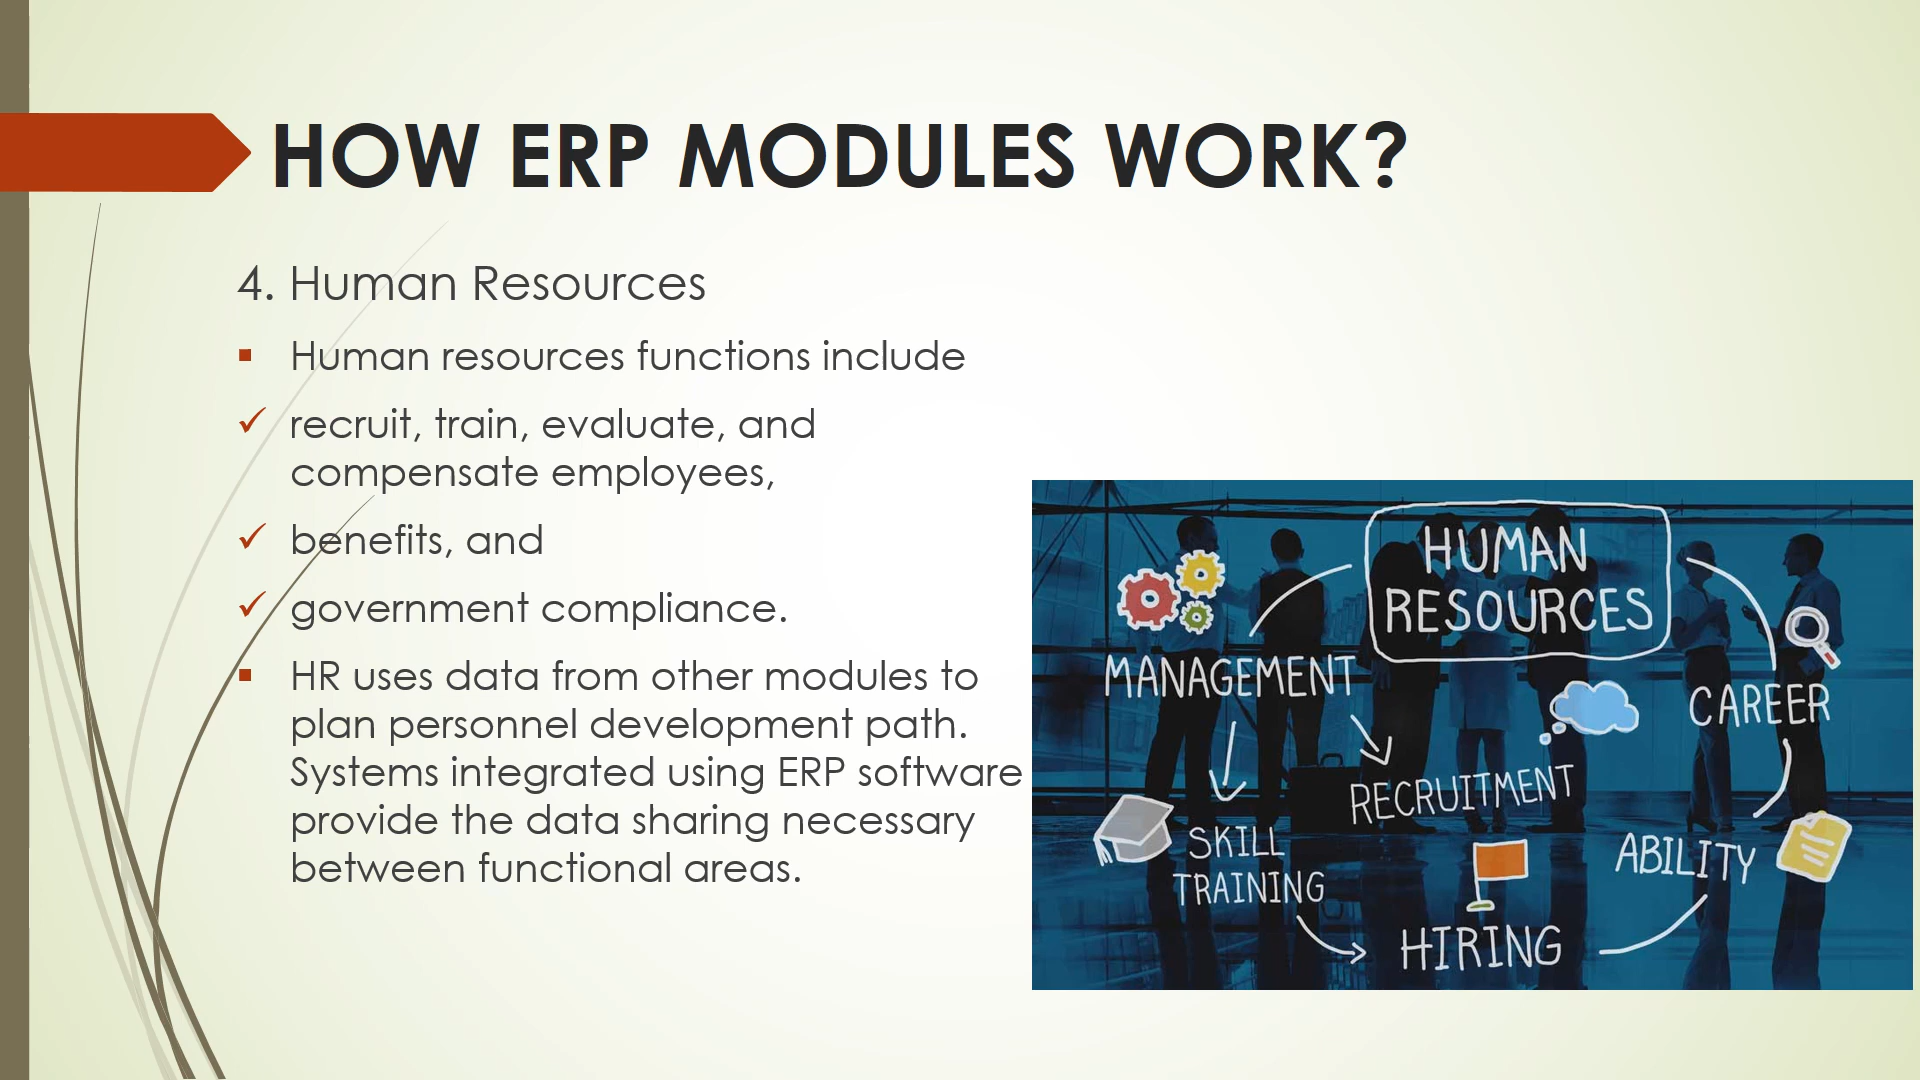 HOW ERP MODULES WORK?
4. Human Resources
▪ Human resources functions include
✓ recruit, train, evaluate, and
compensate employees,
✓ benefits, and
✓ government compliance.
▪ HR uses data from other modules to
plan personnel development path.
Systems integrated using ERP software
provide the data sharing necessary
between functional areas.
HUMAN
RESOURCES
MANAGEMENT
CAREER
RECRUITMENT
SKILL
TRAINING
ABILITY
HIRING